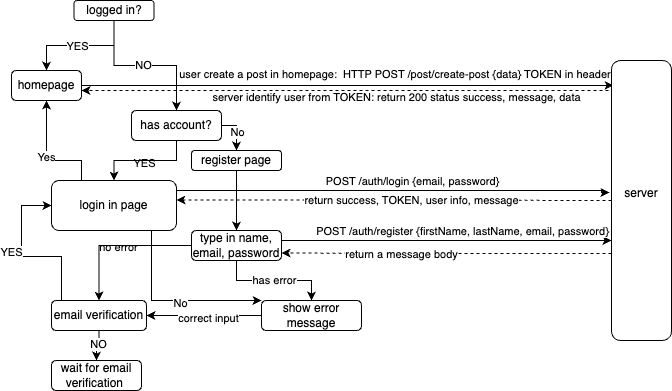 logged in?
YES
NO
user create a post in homepage: HTTP POST /post/create-post {data} TOKEN in header
homepage
server identify user from TOKEN: return 200 status success, message, data
has account?
No
Yes
YES
register page
POST /auth/login {email, password}
server
login in page
return success, TOKEN, user info, message
POST /auth/register {firstName, lastName, email, password}
type in name,
email, password
no error
YES
return a message body
has error
No
email verification
correct input
show error
message
NO
wait for email
verification